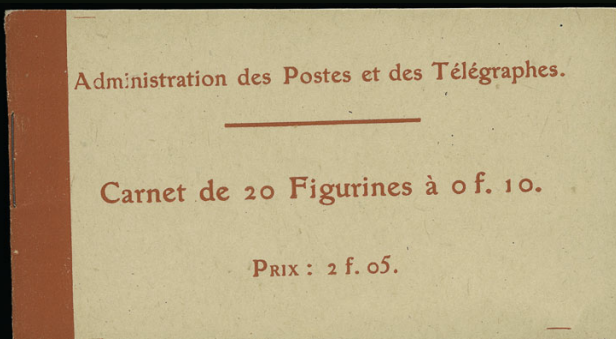 Administration des Postes et des Télégraphes.
Carnet de 20 Figurines à 0 f. 10.
PRIX : 2 f. 05.